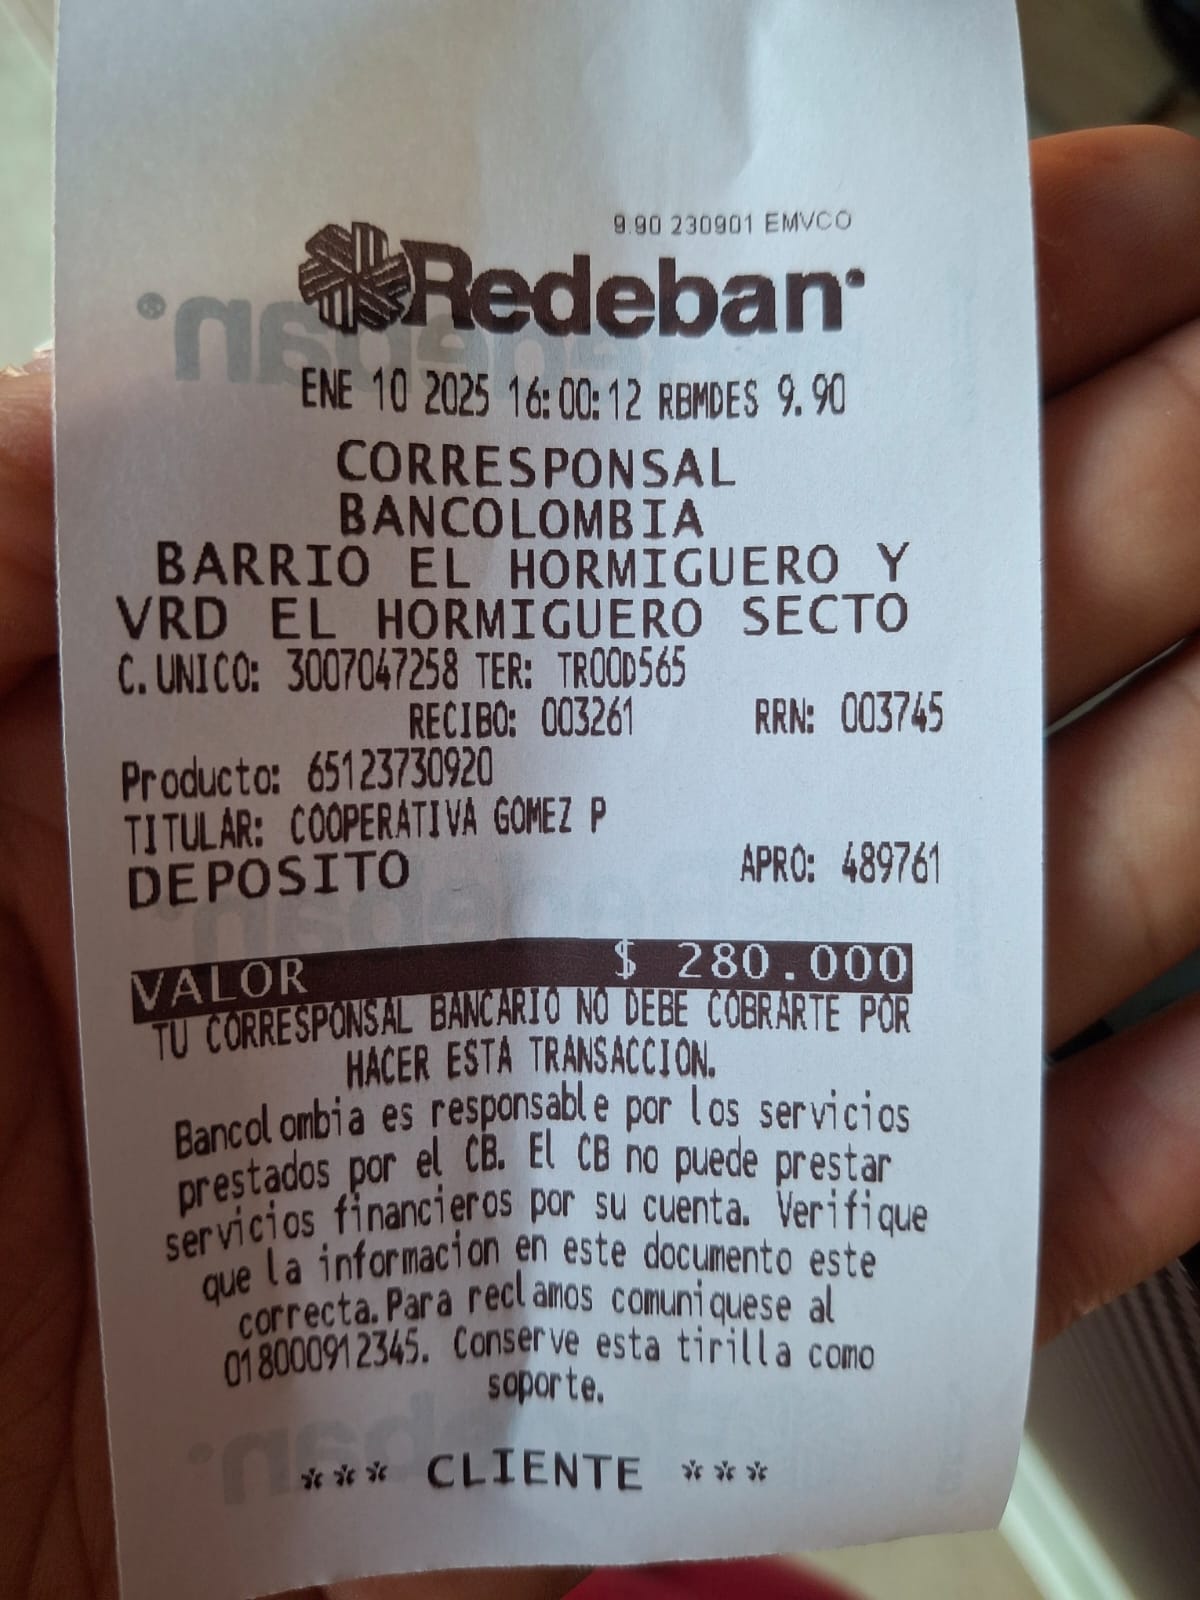 9.90 230901 EMVCO
Redeban
ENE 10 2025 16:00:12 RBMDES 9.90
CORRESPONSAL
BANCOLOMBIA
BARRIO EL HORMIGUERO Y
VRD EL HORMIGUERO SECTO
C.UNICO: 3007047258 TER: TR00D565
RECIBO: 003261 RRN: 003745
Producto: 65123730920
TITULAR: COOPERATIVA GOMEZ P
DEPOSITO APRO: 489761
VALOR $ 280.000
TU CORRESPONSAL BANCARIO NO DEBE COBRARTE POR
HACER ESTA TRANSACCION.
Bancolombia es responsable por los servicios
prestados por el CB. El CB no puede prestar
servicios financieros por su cuenta. Verifique
que la informacion en este documento este
correcta.Para reclamos comuniquese al
018000912345. Conserve esta tirilla como
soporte.
*** CLIENTE ***